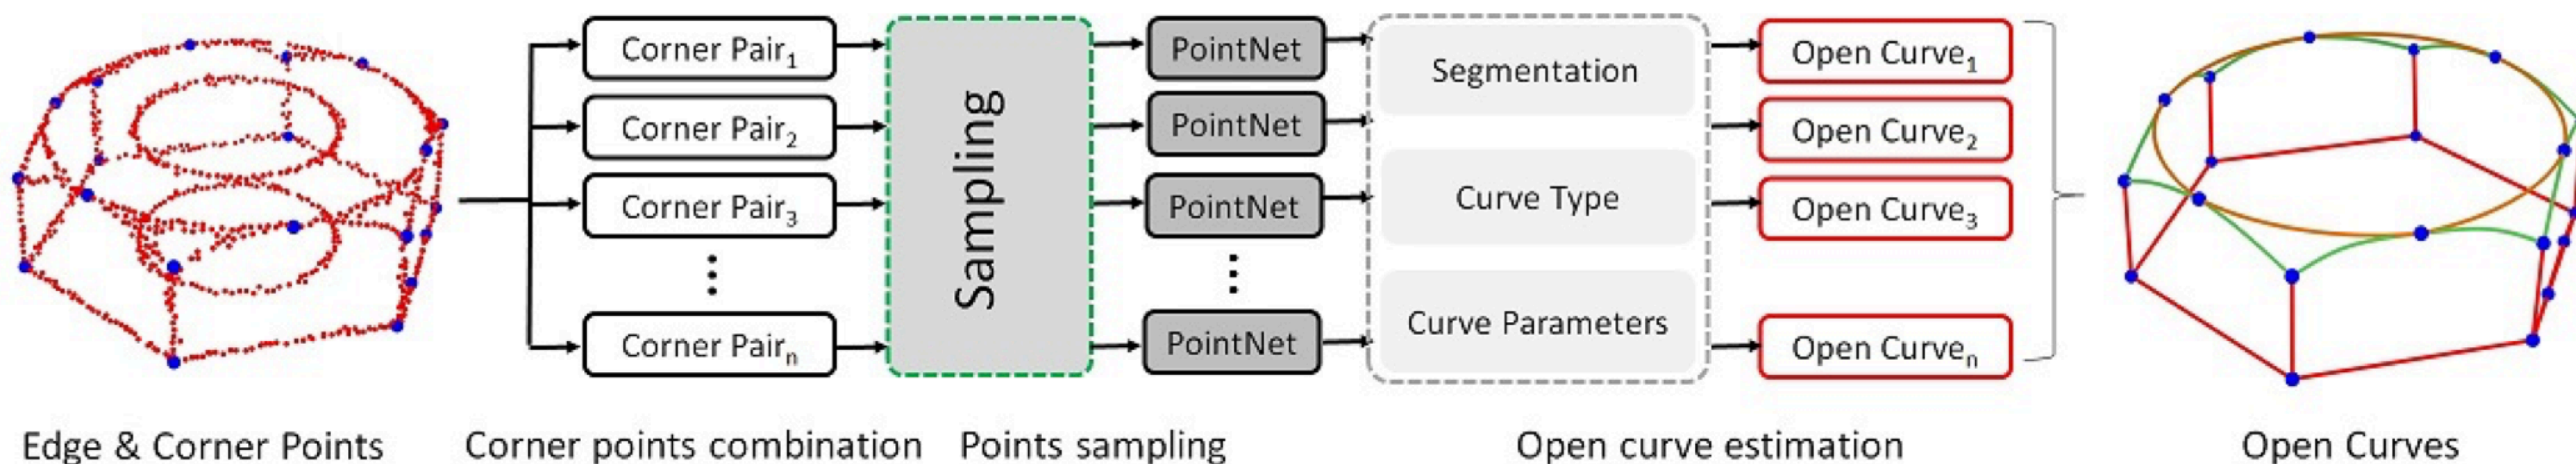 Corner Pair1
Corner Pair2
Corner Pair3
Corner Pairn
Sampling
PointNet
PointNet
PointNet
PointNet
Segmentation
Curve Type
Curve Parameters
Open Curve1
Open Curve2
Open Curve3
Open Curven
Edge & Corner Points
Corner points combination
Points sampling
Open curve estimation
Open Curves